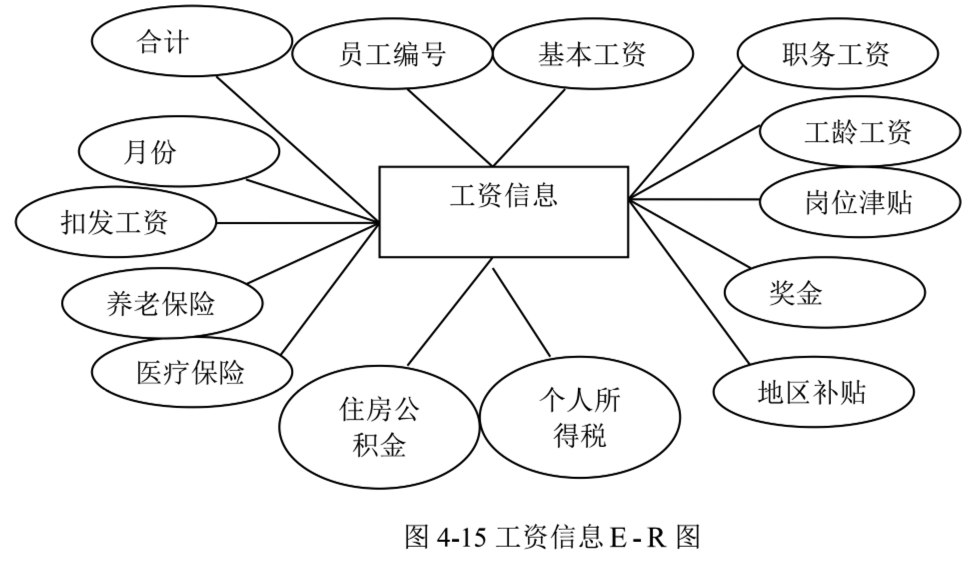 合计
员工编号
基本工资
职务工资
月份
工龄工资
工资信息
岗位津贴
扣发工资
养老保险
奖金
医疗保险
地区补贴
住房公
积金
个人所
得税
图 4-15 工资信息 E - R 图